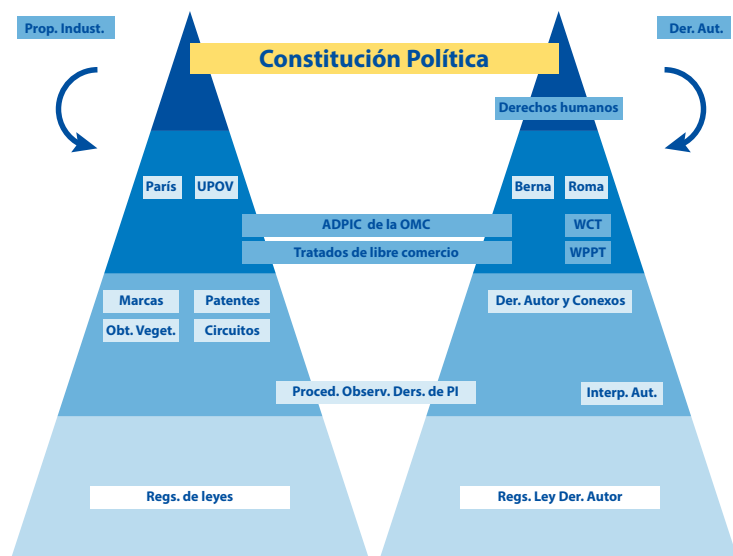 Prop. Indust.
Der. Aut.
Constitución Política
Derechos humanos
París
UPOV
Berna
Roma
ADPIC de la OMC
WCT
Tratados de libre comercio
WPPT
Marcas
Patentes
Der. Autor y Conexos
Obt. Veget.
Circuitos
Proced. Observ. Ders. de PI
Interp. Aut.
Regs. de leyes
Regs. Ley Der. Autor